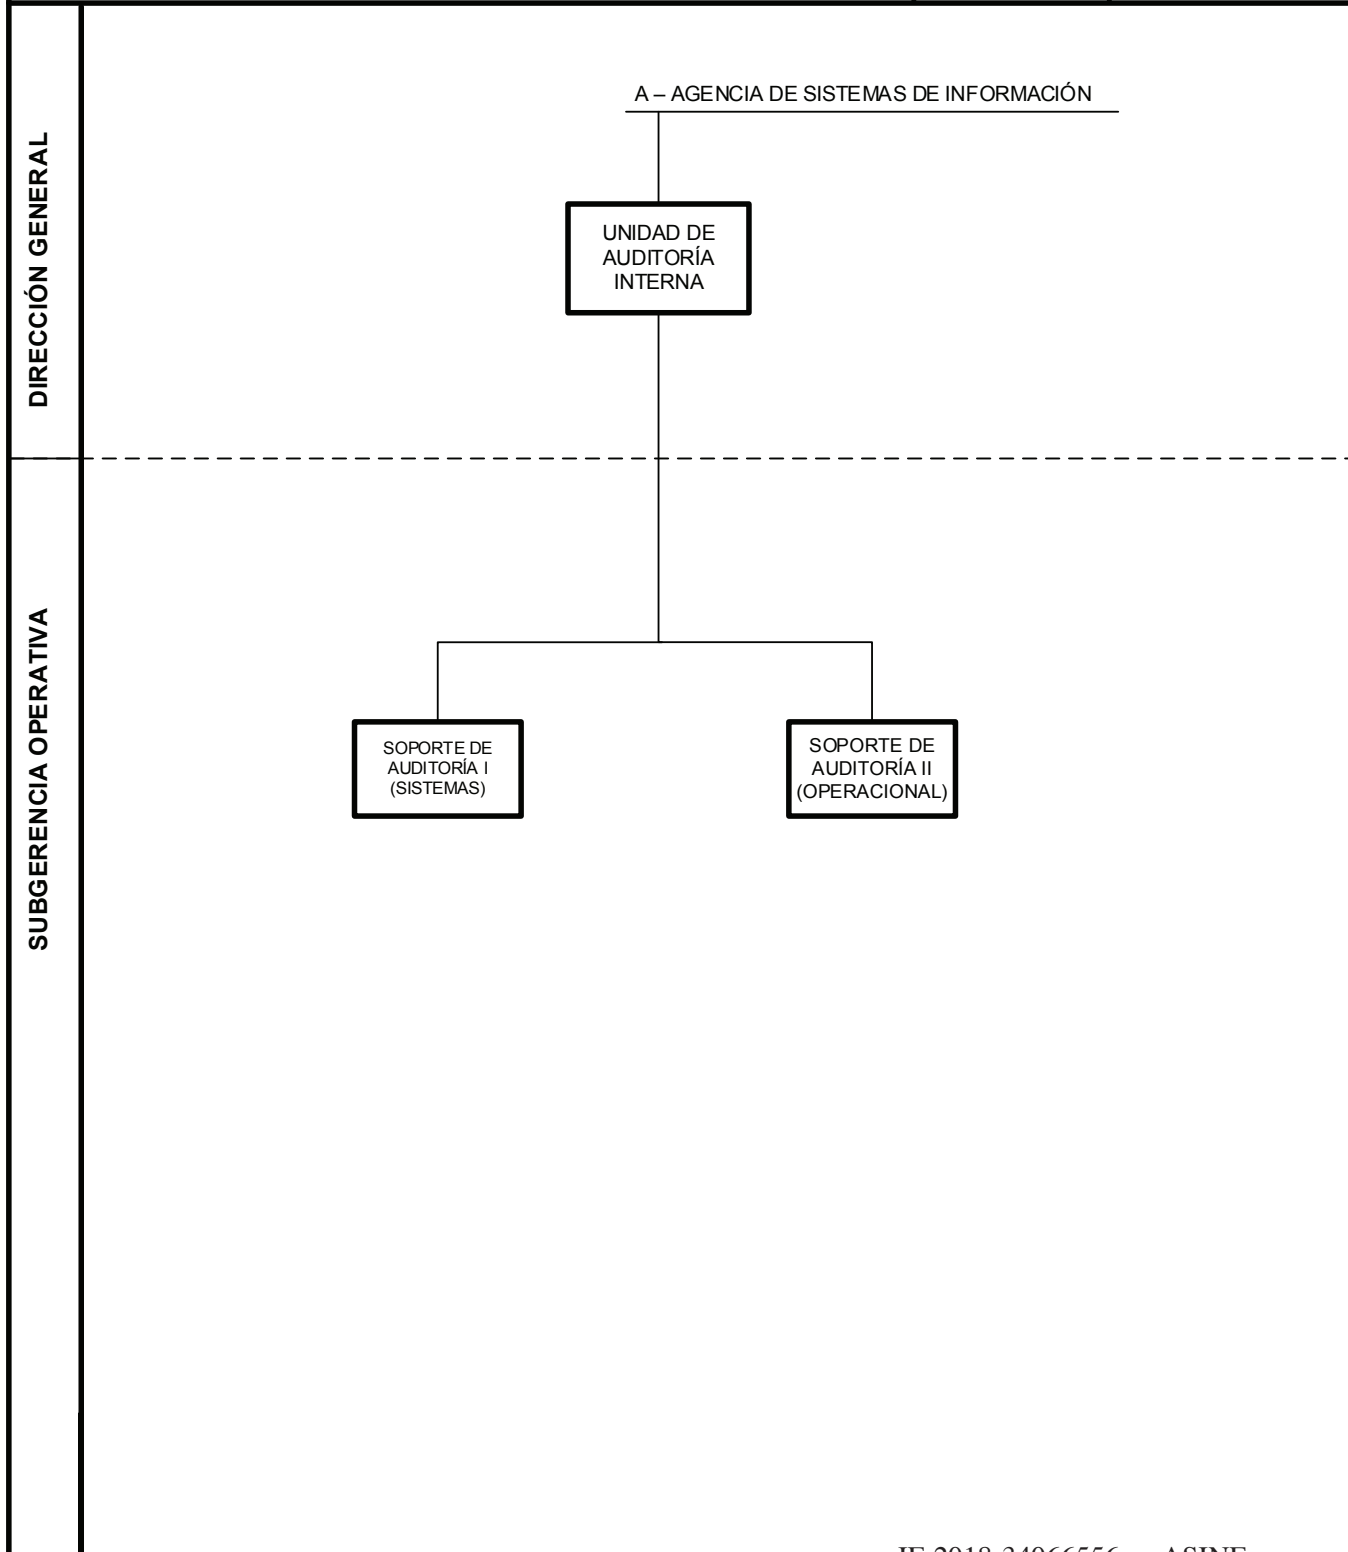 A – AGENCIA DE SISTEMAS DE INFORMACIÓN
DIRECCIÓN GENERAL
UNIDAD DE
AUDITORÍA
INTERNA
SUBGERENCIA OPERATIVA
SOPORTE DE
AUDITORÍA I
(SISTEMAS)
SOPORTE DE
AUDITORÍA II
(OPERACIONAL)